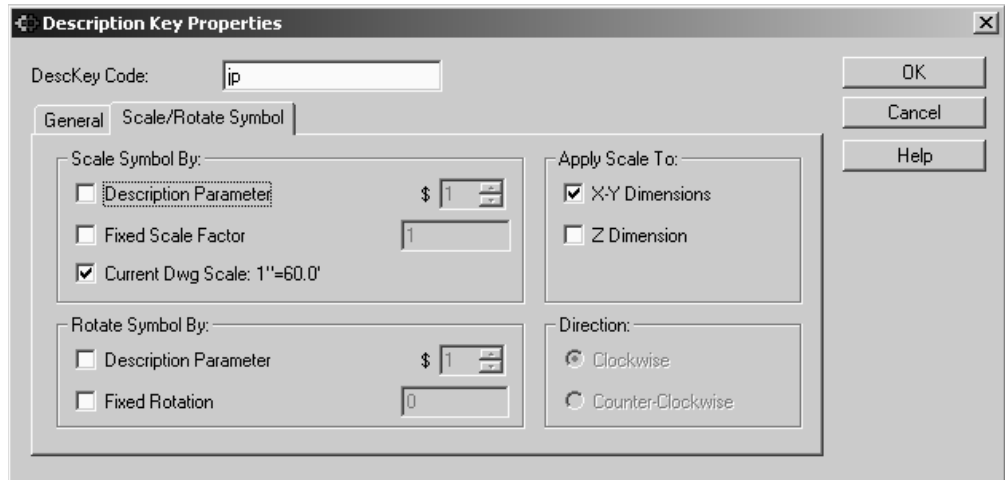 Description Key Properties
DescKey Code: jp
OK
Cancel
Help
General Scale/Rotate Symbol
Scale Symbol By:
Description Parameter $ 1
Fixed Scale Factor 1
Current Dwg Scale: 1"=60.0'
Apply Scale To:
X-Y Dimensions
Z Dimension
Rotate Symbol By:
Description Parameter $ 1
Fixed Rotation 0
Direction:
Clockwise
Counter-Clockwise